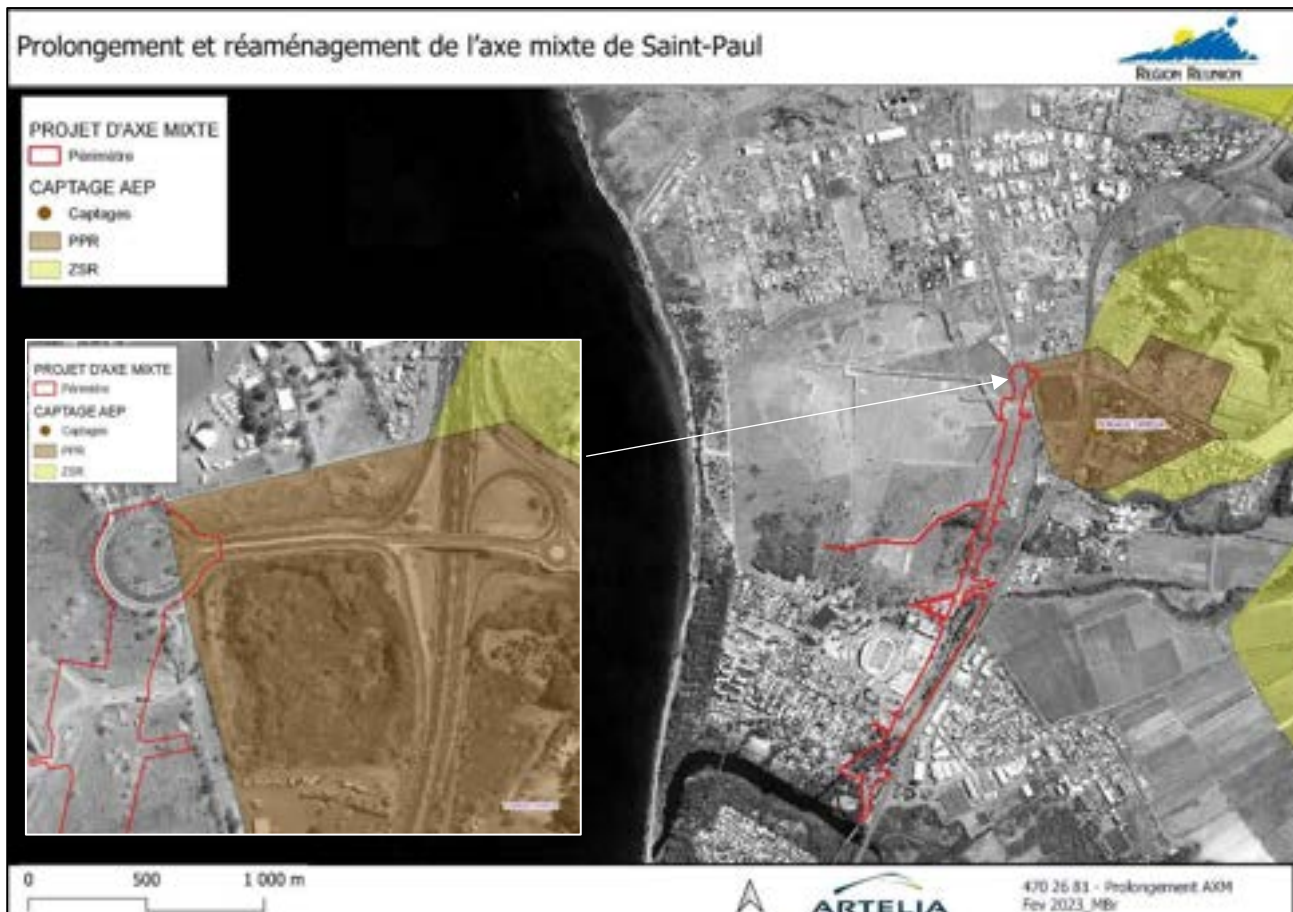 Prolongement et réaménagement de l'axe mixte de Saint-Paul
REGION REUNION
PROJET D'AXE MIXTE
Périmètre
CAPTAGE AEP
Captages
PPR
ZSR
PROJET D'AXE MIXTE
Périmètre
CAPTAGE AEP
Captages
PPR
ZSR
0 500 1 000 m
ARTELIA
470 26 81 - Prolongement AXM
Fev 2023_MBr